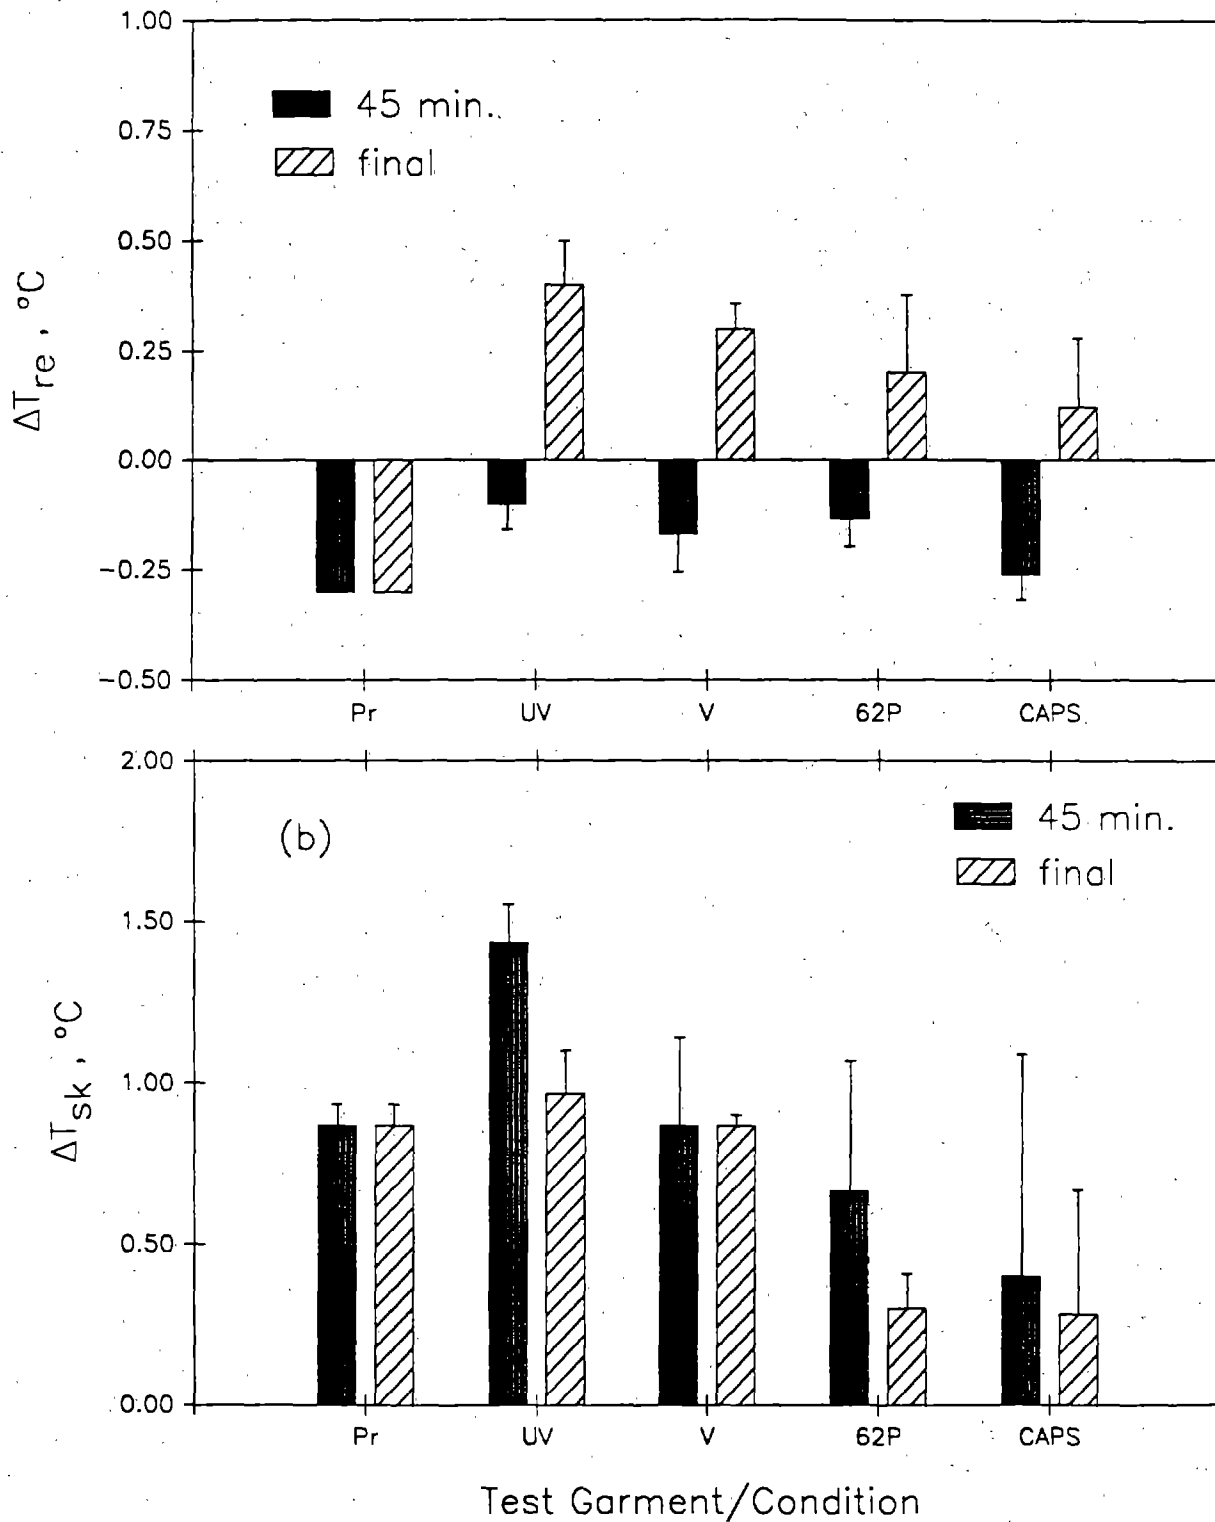 1.00
45 min.
0.75
final
0.50
ΔTre , °C
0.25
0.00
−0.25
−0.50
Pr UV V 62P CAPS
2.00
45 min.
(b)
final
1.50
ΔTsk , °C
1.00
0.50
0.00
Pr UV V 62P CAPS
Test Garment/Condition